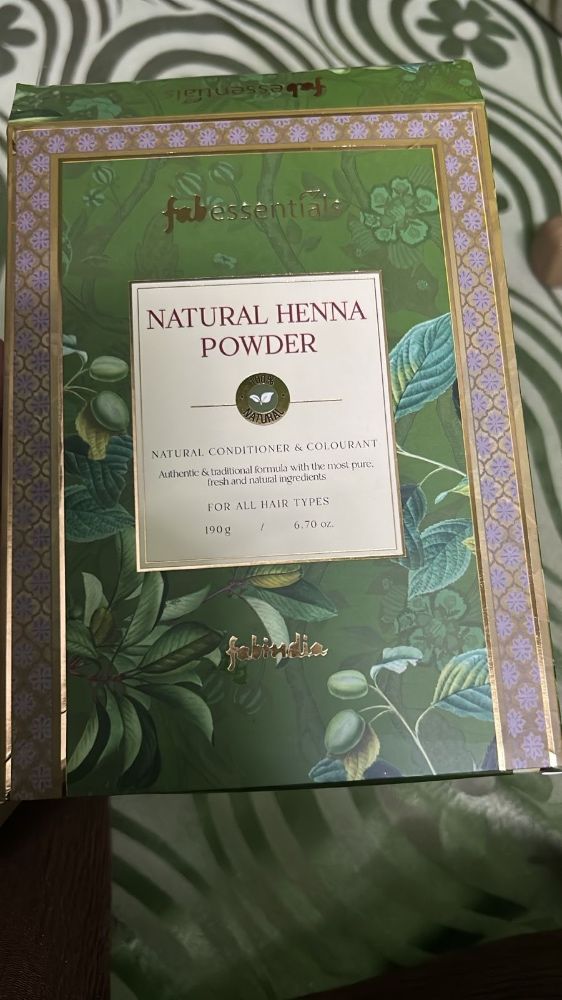 fabessentials
fabessentials
NATURAL HENNA
POWDER
100%
NATURAL
NATURAL CONDITIONER & COLOURANT
Authentic & traditional formula with the most pure,
fresh and natural ingredients
FOR ALL HAIR TYPES
190g / 6.70 oz.
fabindia